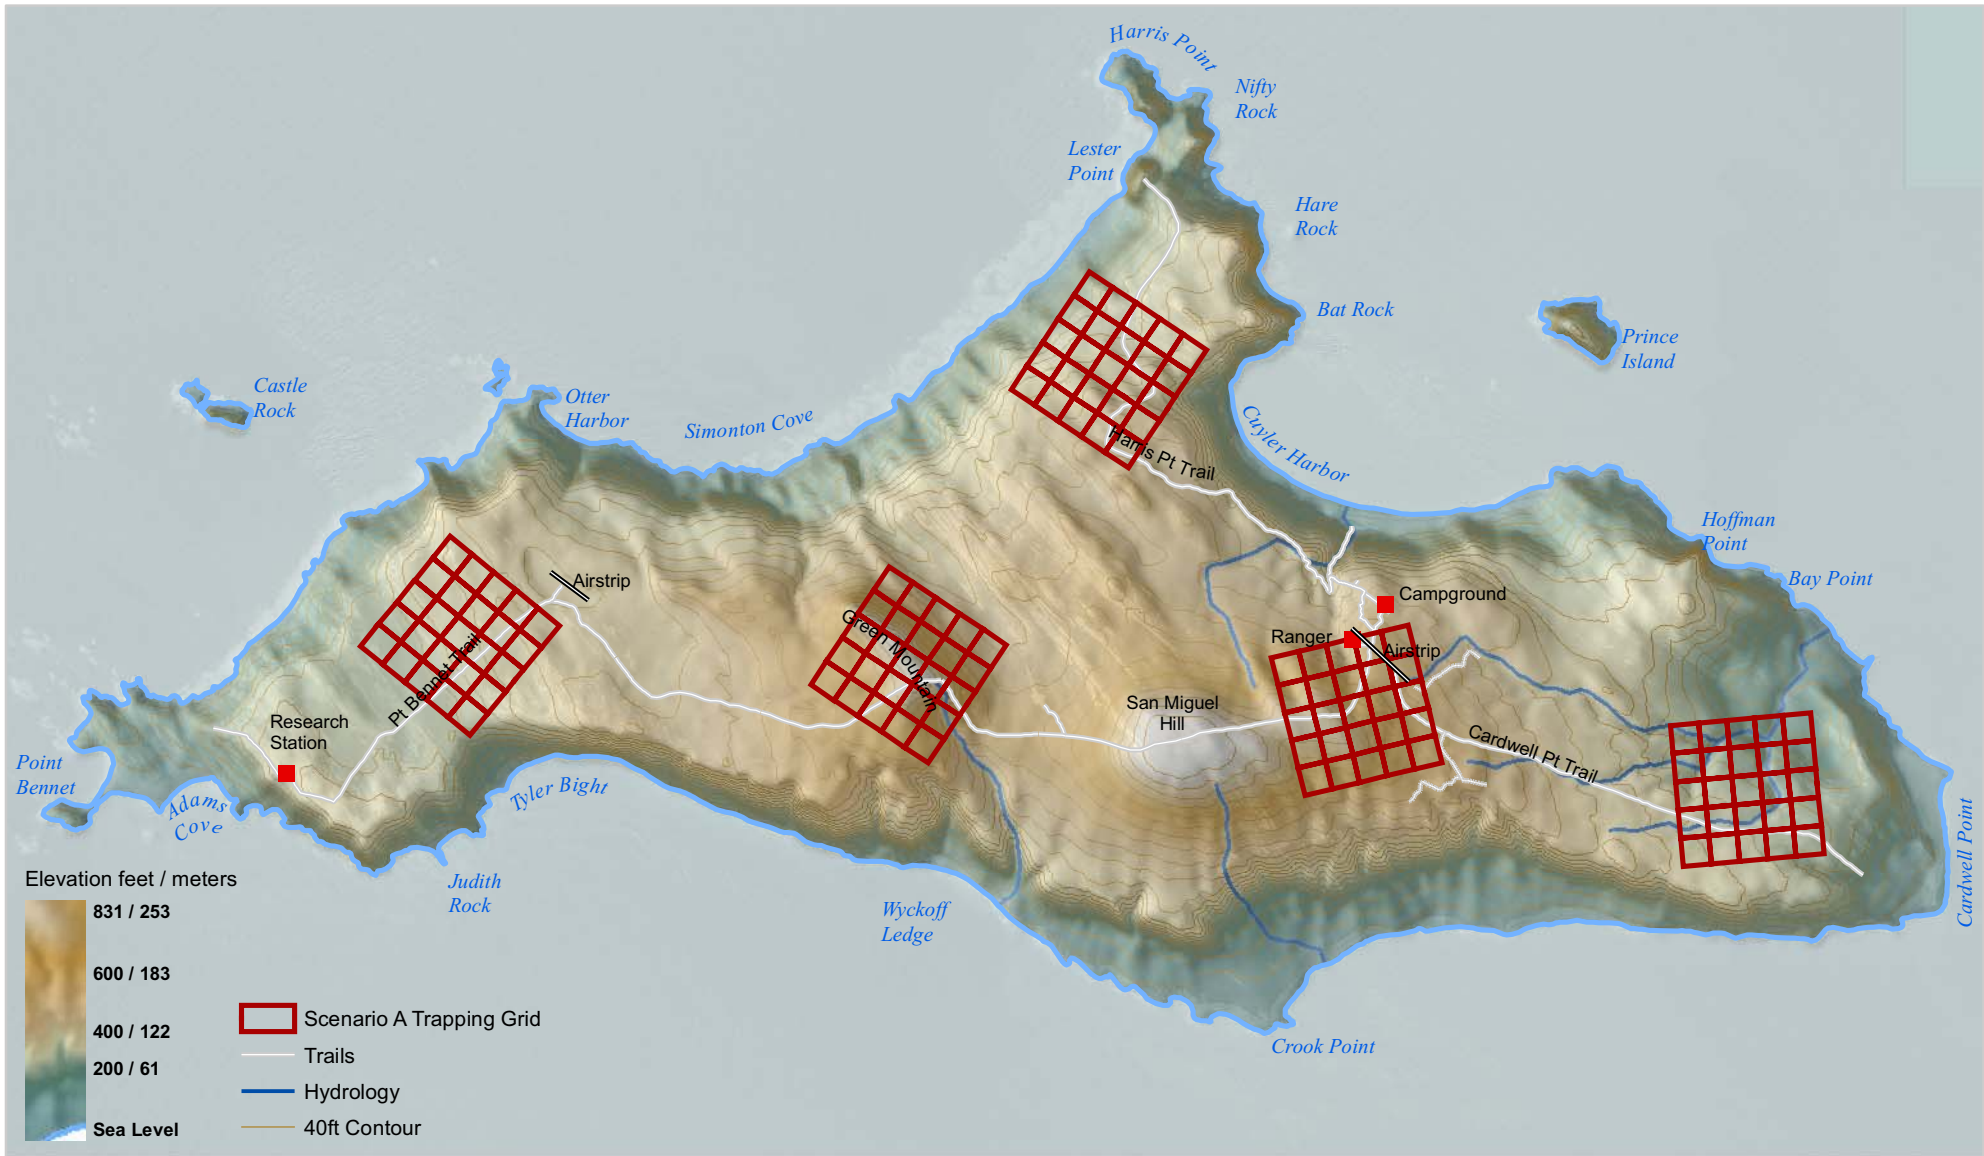 Harris Point
Nifty
Rock
Lester
Point
Hare
Rock
Bat Rock
Prince
Island
Castle
Rock
Otter
Harbor
Simonton Cove
Cuyler Harbor
Harris Pt Trail
Hoffman
Point
Bay Point
Airstrip
Campground
Green Mountain
Ranger
Airstrip
Pt Bennet Trail
San Miguel
Hill
Research
Station
Cardwell Pt Trail
Point
Bennet
Adams
Cove
Tyler Bight
Cardwell Point
Judith
Rock
Wyckoff
Ledge
Crook Point
Elevation feet / meters
831 / 253
600 / 183
400 / 122
200 / 61
Sea Level
Scenario A Trapping Grid
Trails
Hydrology
40ft Contour